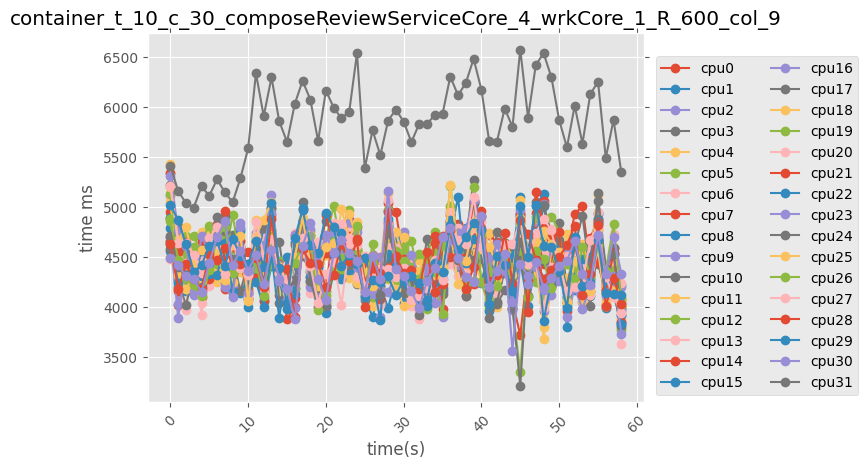 container_t_10_c_30_composeReviewServiceCore_4_wrkCore_1_R_600_col_9
time ms
6500
6000
5500
5000
4500
4000
3500
0
10
20
30
40
50
60
time(s)
cpu0
cpu1
cpu2
cpu3
cpu4
cpu5
cpu6
cpu7
cpu8
cpu9
cpu10
cpu11
cpu12
cpu13
cpu14
cpu15
cpu16
cpu17
cpu18
cpu19
cpu20
cpu21
cpu22
cpu23
cpu24
cpu25
cpu26
cpu27
cpu28
cpu29
cpu30
cpu31